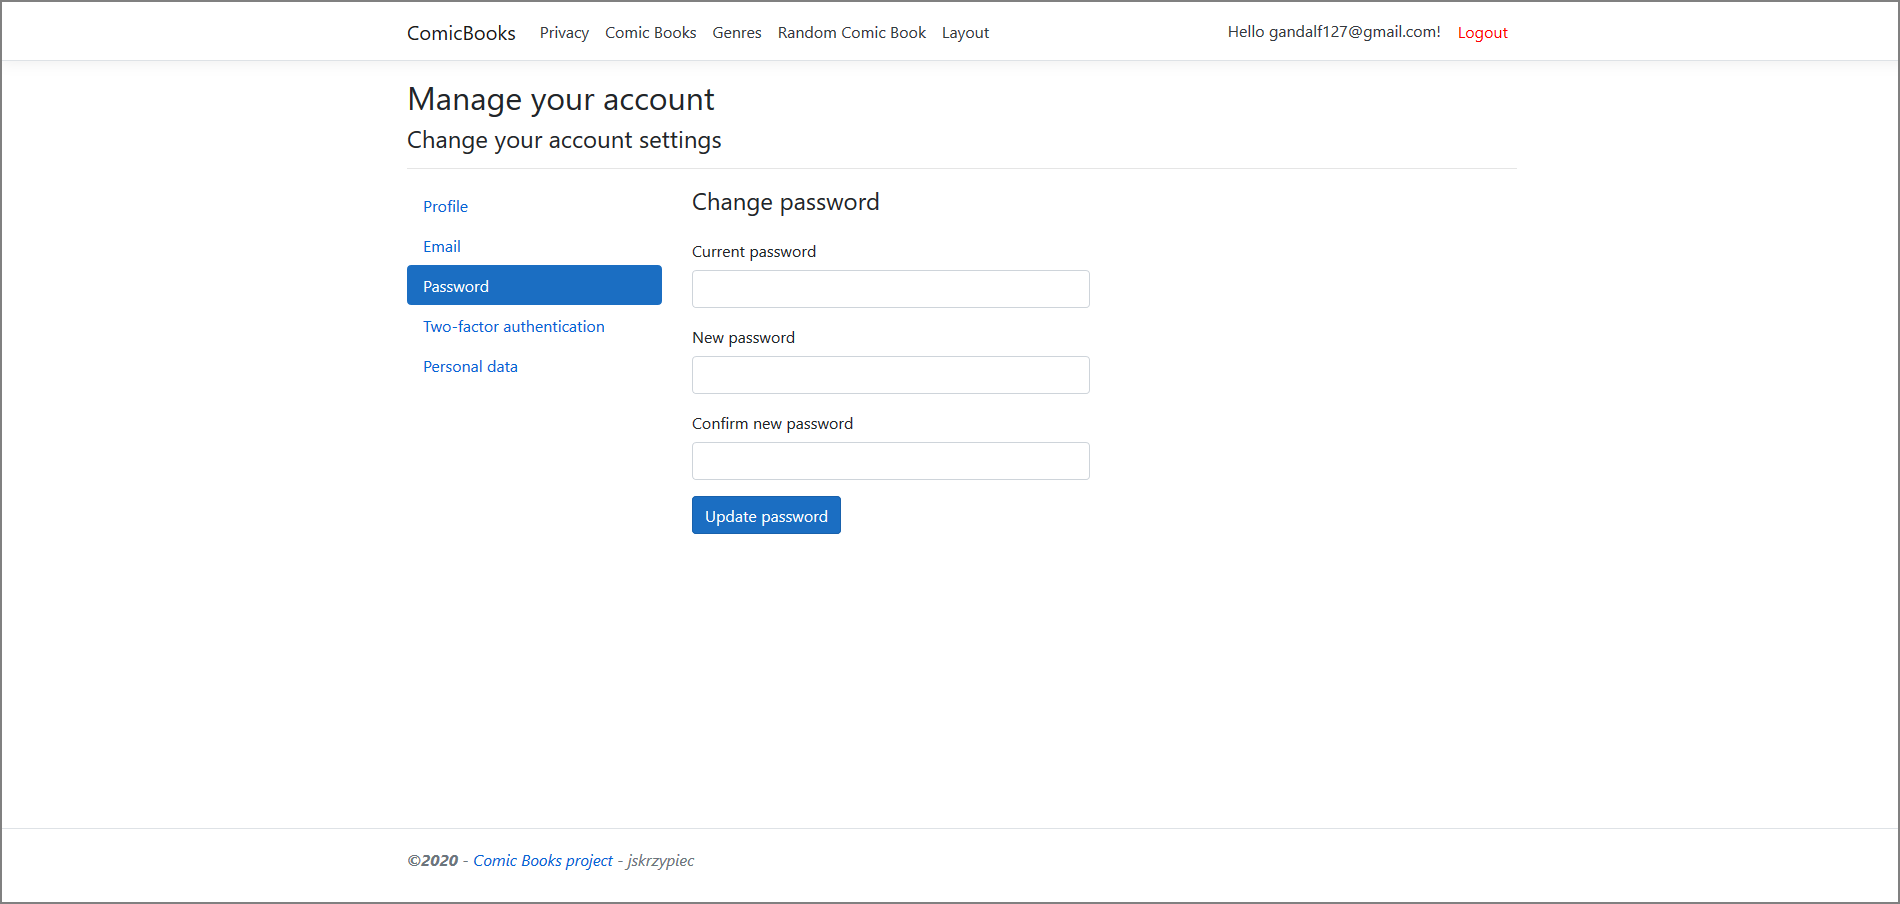 ComicBooks Privacy Comic Books Genres Random Comic Book Layout Hello gandalf127@gmail.com! Logout
Manage your account
Change your account settings
Profile
Email
Password
Two-factor authentication
Personal data
Change password
Current password
New password
Confirm new password
Update password
©2020 - Comic Books project - jskrzypiec